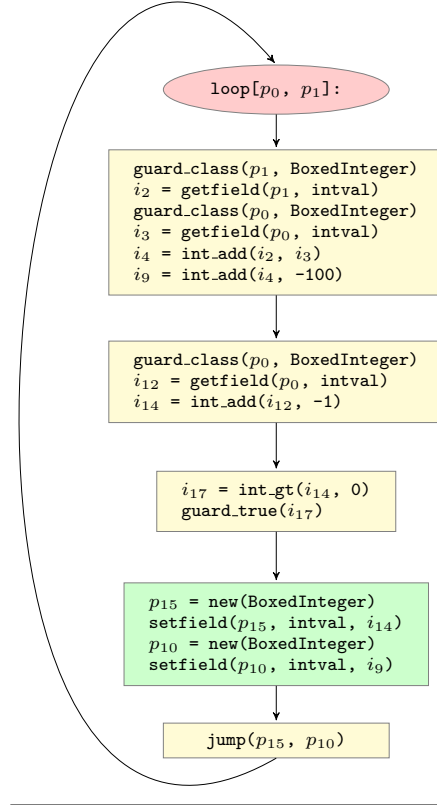 loop[p₀, p₁]:
guard_class(p₁, BoxedInteger)
i₂ = getfield(p₁, intval)
guard_class(p₀, BoxedInteger)
i₃ = getfield(p₀, intval)
i₄ = int_add(i₂, i₃)
i₉ = int_add(i₄, -100)
guard_class(p₀, BoxedInteger)
i₁₂ = getfield(p₀, intval)
i₁₄ = int_add(i₁₂, -1)
i₁₇ = int_gt(i₁₄, 0)
guard_true(i₁₇)
p₁₅ = new(BoxedInteger)
setfield(p₁₅, intval, i₁₄)
p₁₀ = new(BoxedInteger)
setfield(p₁₀, intval, i₉)
jump(p₁₅, p₁₀)